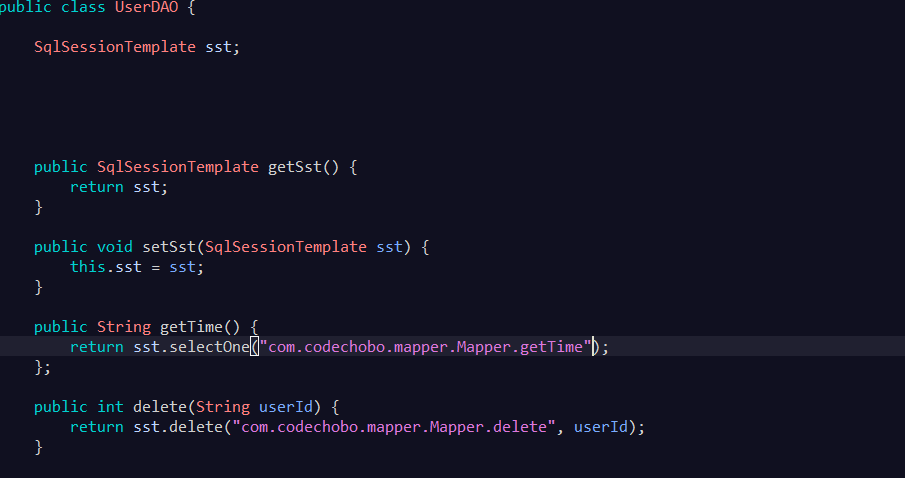 public class UserDAO {
SqlSessionTemplate sst;
public SqlSessionTemplate getSst() {
return sst;
}
public void setSst(SqlSessionTemplate sst) {
this.sst = sst;
}
public String getTime() {
return sst.selectOne("com.codechobo.mapper.Mapper.getTime");
};
public int delete(String userId) {
return sst.delete("com.codechobo.mapper.Mapper.delete", userId);
}